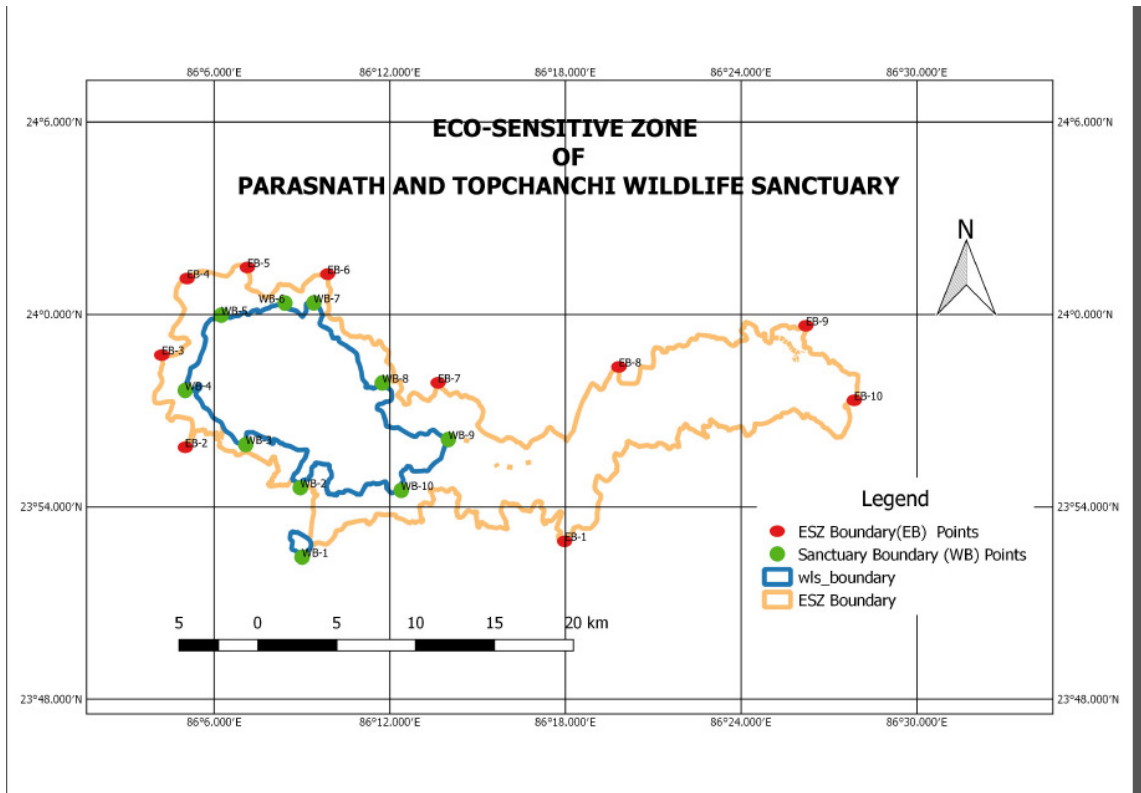 86°6.000'E 86°12.000'E 86°18.000'E 86°24.000'E 86°30.000'E
24°6.000'N 24°6.000'N
ECO-SENSITIVE ZONE
OF
PARASNATH AND TOPCHANCHI WILDLIFE SANCTUARY
N
EB-4 EB-5 EB-6
WB-5 WB-6 WB-7
24°0.000'N 24°0.000'N
EB-9
EB-3
EB-8
WB-4 WB-8 EB-7
EB-10
EB-2 WB-3 WB-9
WB-2 WB-10
23°54.000'N 23°54.000'N
WB-1 EB-1
Legend
ESZ Boundary(EB) Points
Sanctuary Boundary (WB) Points
wls_boundary
ESZ Boundary
5 0 5 10 15 20 km
23°48.000'N 23°48.000'N
86°6.000'E 86°12.000'E 86°18.000'E 86°24.000'E 86°30.000'E